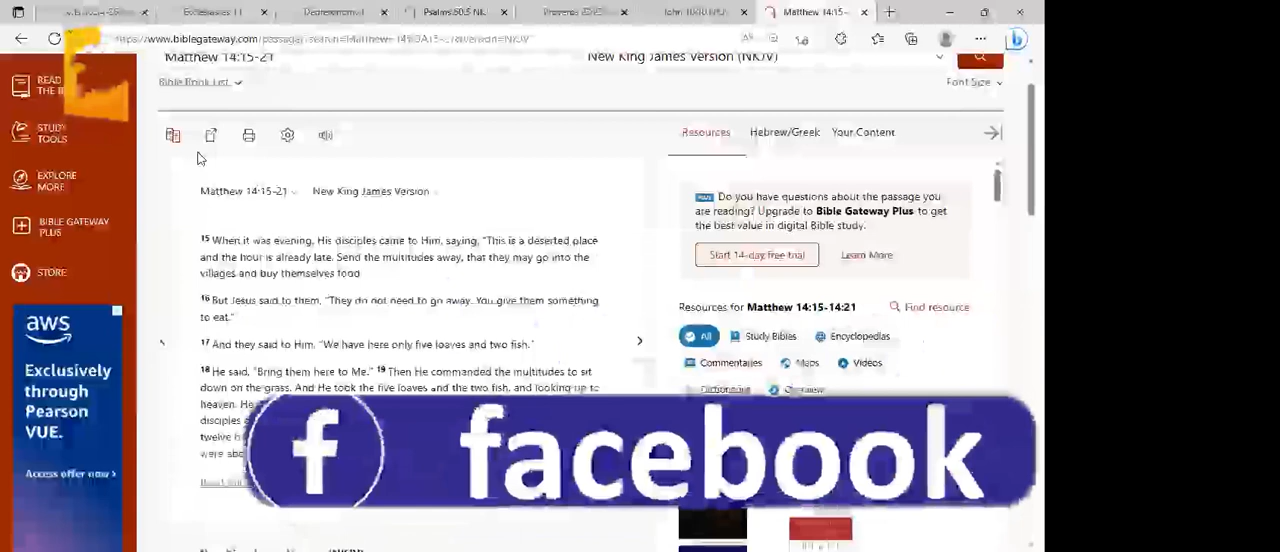 Ecclesiastes 11
Psalms 50:5 NK
John 10:10 NK
Matthew 14:15-
Matthew 14:15-21
New King James Version (NKJV)
Bible Book List
Font Size
READ
THE B
STUDY
TOOLS
EXPLORE
MORE
BIBLE GATEWAY
PLUS
STORE
aws
Exclusively
through
Pearson
VUE.
Access offer now ›
Matthew 14:15-21
New King James Version
15 When it was evening, His disciples came to Him, saying, "This is a deserted place
and the hour is already late. Send the multitudes away, that they may go into the
villages and buy themselves food
16 But Jesus said to them, "They do not need to go away. You give them something
to eat."
17 And they said to Him, "We have here only five loaves and two fish."
18 He said, "Bring them here to Me." 19 Then He commanded the multitudes to sit
down on the grass. And He took the five loaves and the two fish, and looking up to
heaven. He
disciples
twelve
were abo
Resources
Hebrew/Greek
Your Content
Do you have questions about the passage you
are reading? Upgrade to Bible Gateway Plus to get
the best value in digital Bible study.
Start 14-day free trial
Learn More
Resources for Matthew 14:15-14:21
Find resource
All
Study Bibles
Encyclopedias
Commentaries
Maps
Videos
Dictionaries
Overview
f facebook